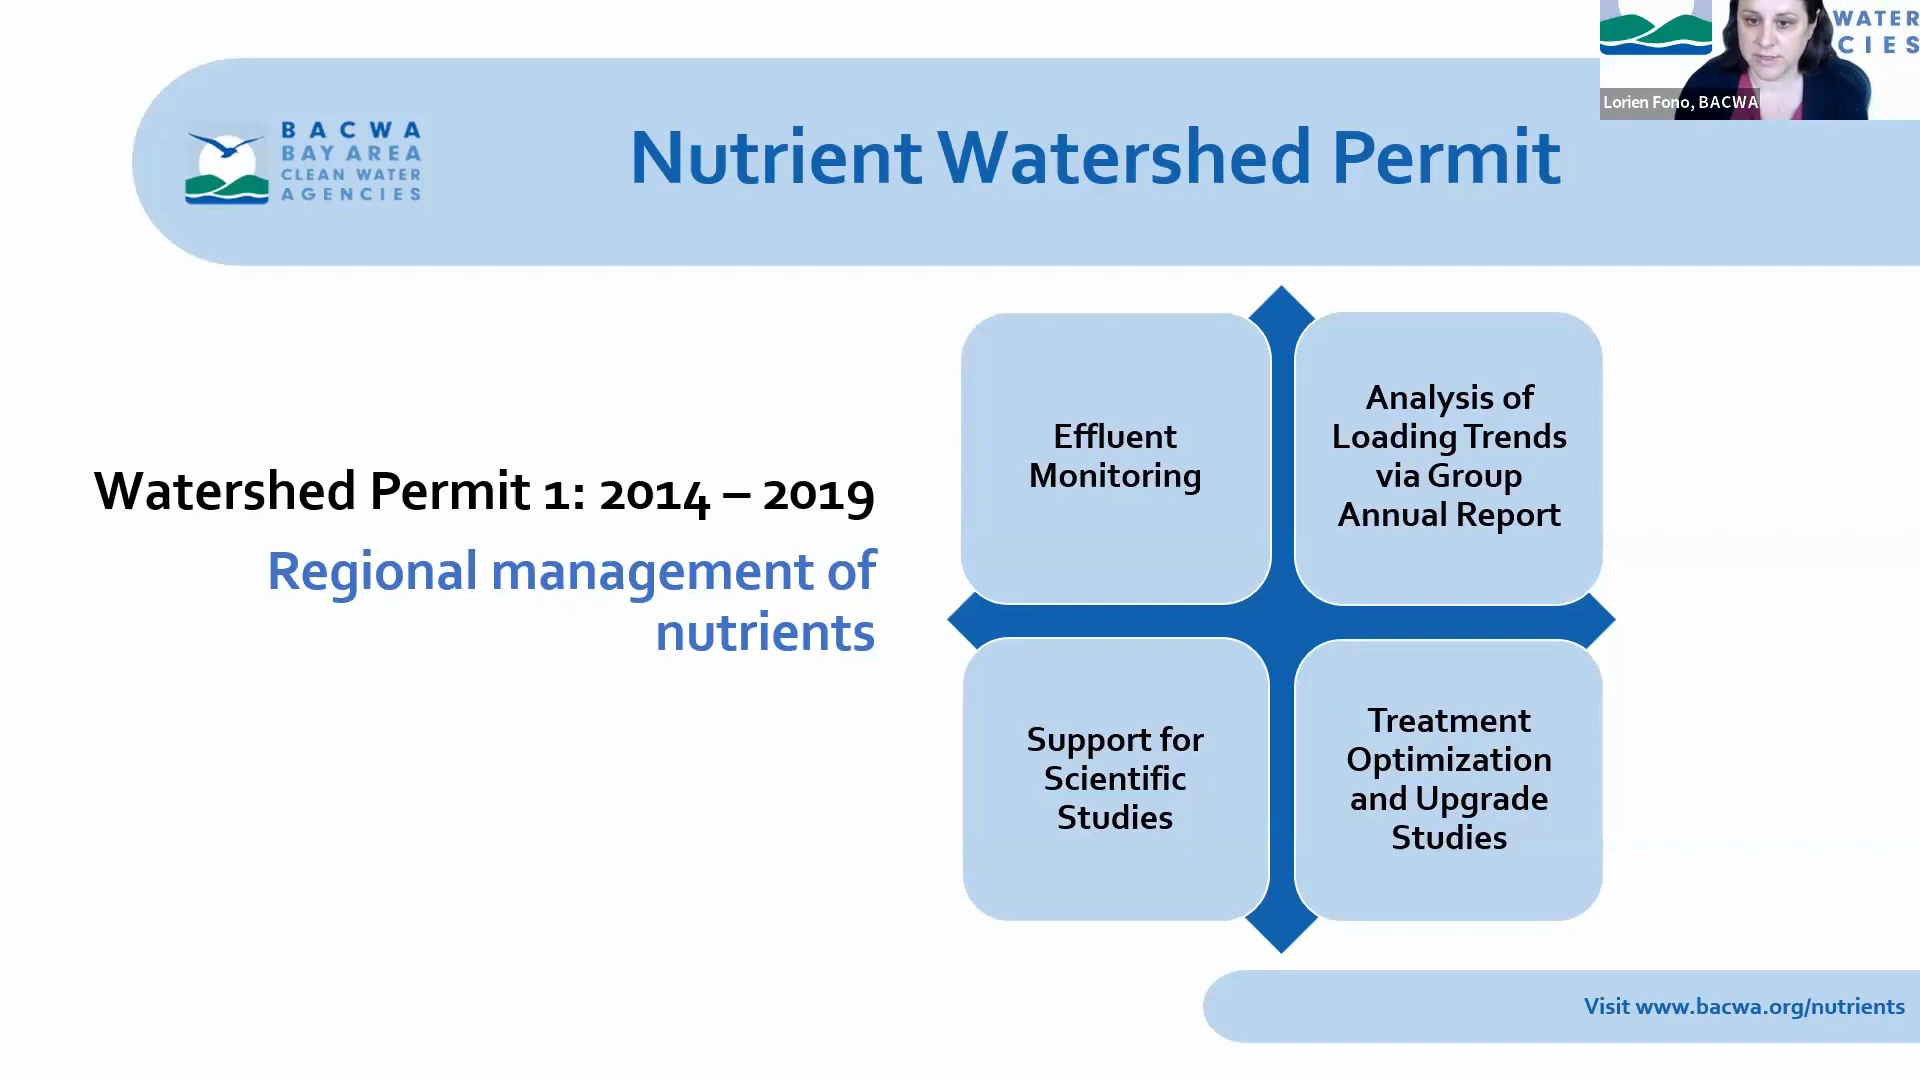 WATER
CIES
Lorien Fono, BACWA
BACWA
BAY AREA
CLEAN WATER
AGENCIES
Nutrient Watershed Permit
Watershed Permit 1: 2014 – 2019
Regional management of
nutrients
Effluent
Monitoring
Analysis of
Loading Trends
via Group
Annual Report
Support for
Scientific
Studies
Treatment
Optimization
and Upgrade
Studies
Visit www.bacwa.org/nutrients